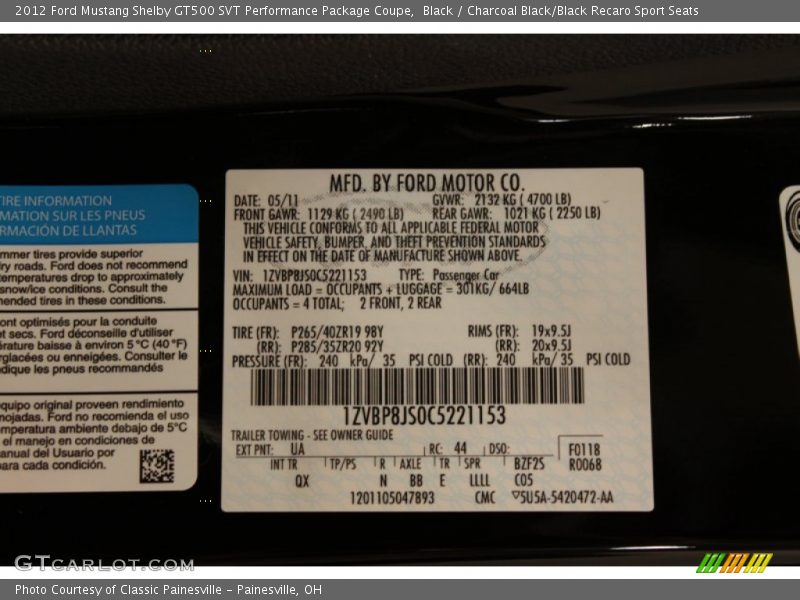 2012 Ford Mustang Shelby GT500 SVT Performance Package Coupe,  Black / Charcoal Black/Black Recaro Sport Seats
TIRE INFORMATION
MATION SUR LES PNEUS
RMACIÓN DE LLANTAS
mmer tires provide superior
ry roads. Ford does not recommend
temperatures drop to approximately
snow/ice conditions. Consult the
mended tires in these conditions.
ont optimisés pour la conduite
et secs. Ford déconseille d'utiliser
érature baisse à environ 5 °C (40 °F)
erglacées ou enneigées. Consulter le
ndique les pneus recommandés
equipo original proveen rendimiento
mojadas. Ford no recomienda el uso
mperatura ambiente debajo de 5°C
el manejo en condiciones de
anual del Usuario por
para cada condición.
MFD. BY FORD MOTOR CO.
DATE: 05/11 GVWR: 2132 KG ( 4700 LB)
FRONT GAWR: 1129 KG ( 2490 LB) REAR GAWR: 1021 KG ( 2250 LB)
THIS VEHICLE CONFORMS TO ALL APPLICABLE FEDERAL MOTOR
VEHICLE SAFETY, BUMPER, AND THEFT PREVENTION STANDARDS
IN EFFECT ON THE DATE OF MANUFACTURE SHOWN ABOVE.
VIN: 1ZVBP8JS0C5221153 TYPE: Passenger Car
MAXIMUM LOAD = OCCUPANTS + LUGGAGE = 301KG/ 664LB
OCCUPANTS = 4 TOTAL; 2 FRONT, 2 REAR
TIRE (FR): P265/40ZR19 98Y RIMS (FR): 19x9.5J
(RR): P285/35ZR20 92Y (RR): 20x9.5J
PRESSURE (FR): 240 kPa/ 35 PSI COLD (RR): 240 kPa/ 35 PSI COLD
1ZVBP8JS0C5221153
TRAILER TOWING - SEE OWNER GUIDE
EXT PNT: UA RC: 44 DSO: F0118
INT TR TP/PS R AXLE TR SPR BZF2S R0068
QX N BB E LLLL C05
1201105047893 CMC 5U5A-5420472-AA
GTCarLot.com
Photo Courtesy of Classic Painesville - Painesville, OH